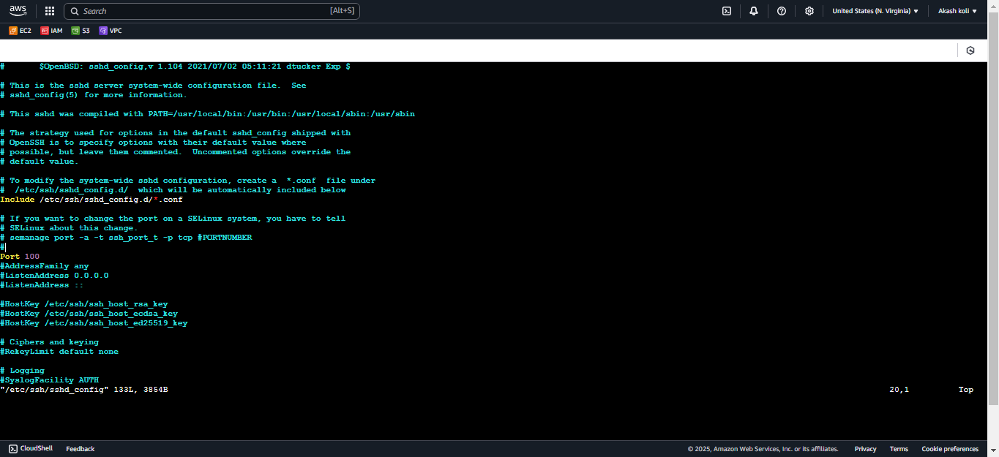 aws
Search [Alt+S] United States (N. Virginia) ▼ Akash koli ▼
EC2 IAM S3 VPC
#       $OpenBSD: sshd_config,v 1.104 2021/07/02 05:11:21 dtucker Exp $
# This is the sshd server system-wide configuration file.  See
# sshd_config(5) for more information.
# This sshd was compiled with PATH=/usr/local/bin:/usr/bin:/usr/local/sbin:/usr/sbin
# The strategy used for options in the default sshd_config shipped with
# OpenSSH is to specify options with their default value where
# possible, but leave them commented.  Uncommented options override the
# default value.
# To modify the system-wide sshd configuration, create a  *.conf  file under
#  /etc/ssh/sshd_config.d/  which will be automatically included below
Include /etc/ssh/sshd_config.d/*.conf
# If you want to change the port on a SELinux system, you have to tell
# SELinux about this change.
# semanage port -a -t ssh_port_t -p tcp #PORTNUMBER
#
Port 100
#AddressFamily any
#ListenAddress 0.0.0.0
#ListenAddress ::
#HostKey /etc/ssh/ssh_host_rsa_key
#HostKey /etc/ssh/ssh_host_ecdsa_key
#HostKey /etc/ssh/ssh_host_ed25519_key
# Ciphers and keying
#RekeyLimit default none
# Logging
#SyslogFacility AUTH
"/etc/ssh/sshd_config" 133L, 3854B 20,1 Top
CloudShell Feedback © 2025, Amazon Web Services, Inc. or its affiliates. Privacy Terms Cookie preferences